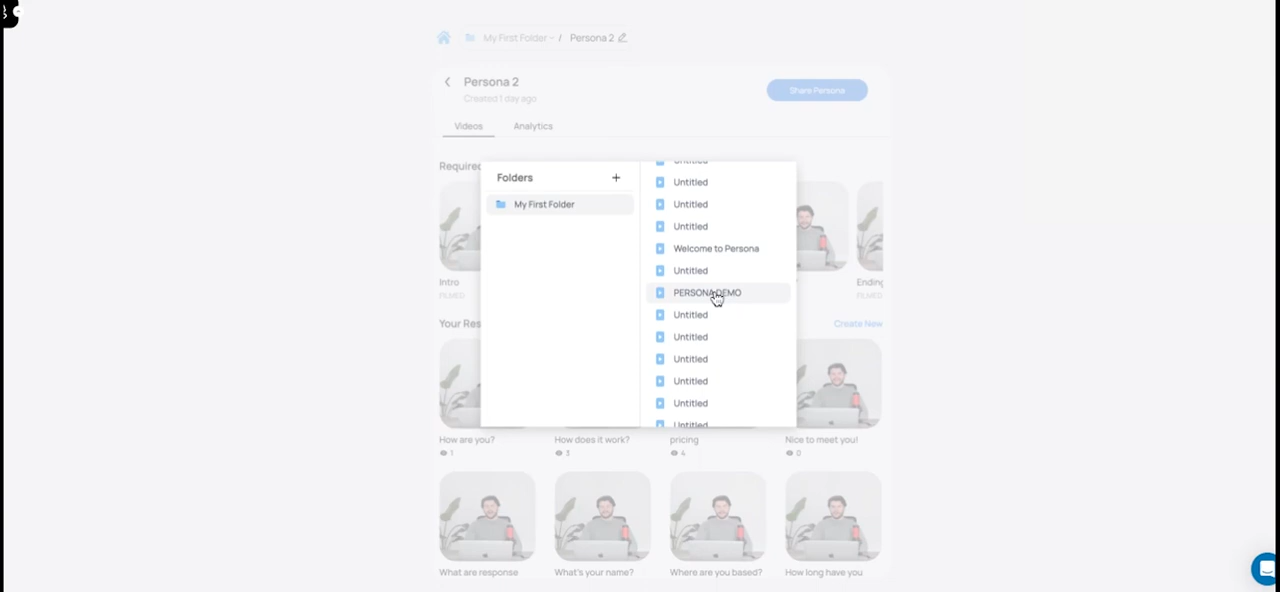 My First Folder / Persona 2
Persona 2
Created 1 day ago
Share Persona
Videos Analytics
Required
Folders +
My First Folder
Untitled
Untitled
Untitled
Untitled
Welcome to Persona
Untitled
PERSONA DEMO
Untitled
Untitled
Untitled
Untitled
Untitled
Untitled
Intro
FILMED
Ending
FILMED
Your Res
Create New
How are you? How does it work? pricing Nice to meet you!
1 3 4 0
What are response What's your name? Where are you based? How long have you